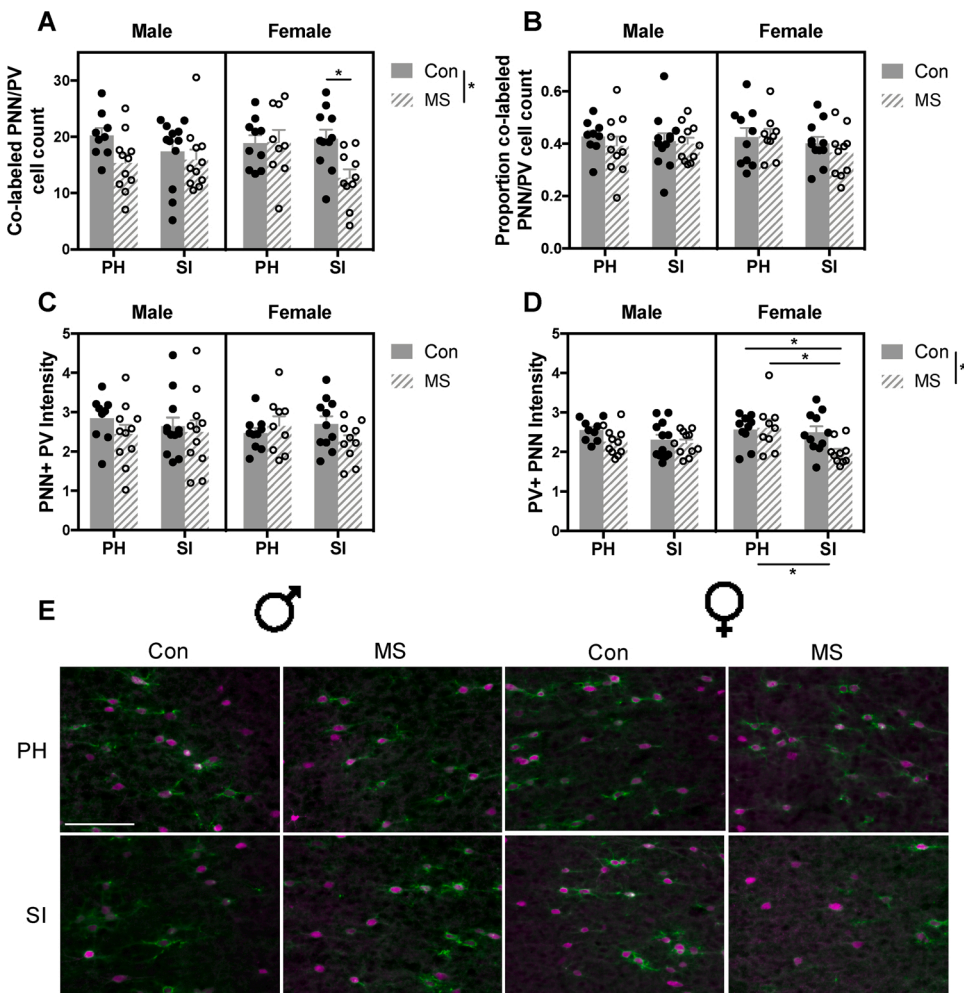 A
Male
Female
Co-labeled PNN/PV
cell count
30
20
10
0
*
PH
SI
PH
SI
Con
MS
*
B
Male
Female
Proportion co-labeled
PNN/PV cell count
0.6
0.4
0.2
0.0
PH
SI
PH
SI
Con
MS
C
Male
Female
PNN+ PV Intensity
5
4
3
2
1
0
PH
SI
PH
SI
Con
MS
D
Male
Female
PV+ PNN Intensity
5
4
3
2
1
0
*
*
PH
SI
PH
SI
*
Con
MS
*
E
Con
MS
Con
MS
PH
SI